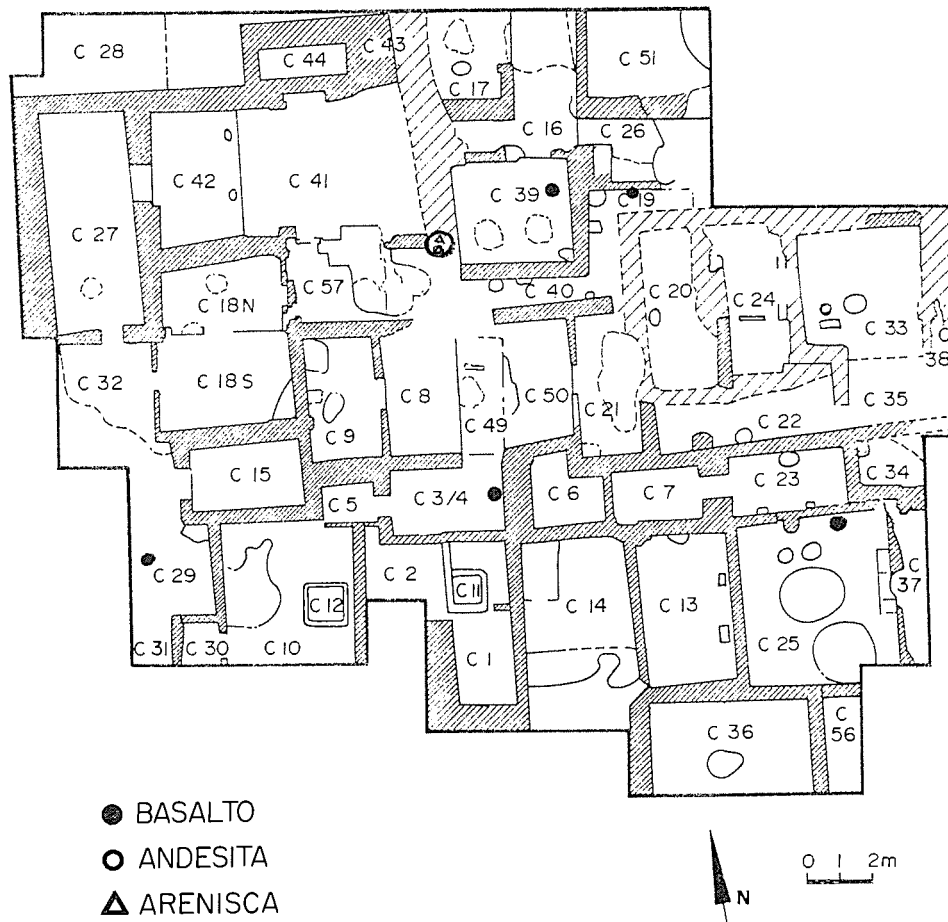 C 28
C 44
C 43
C 17
C 51
C 16
C 26
C 42
C 41
C 39
C 19
C 27
C 18N
C 57
C 40
C 20
C 24
C 33
C
38
C 32
C 18 S
C 9
C 8
C 49
C 50
C 21
C 22
C 35
C 15
C 5
C 3/4
C 6
C 7
C 23
C 34
C 29
C 12
C 2
C 11
C 14
C 13
C 25
C
37
C 31
C 30
C 10
C 1
C 36
C
56
BASALTO
ANDESITA
ARENISCA
N
0 1 2m